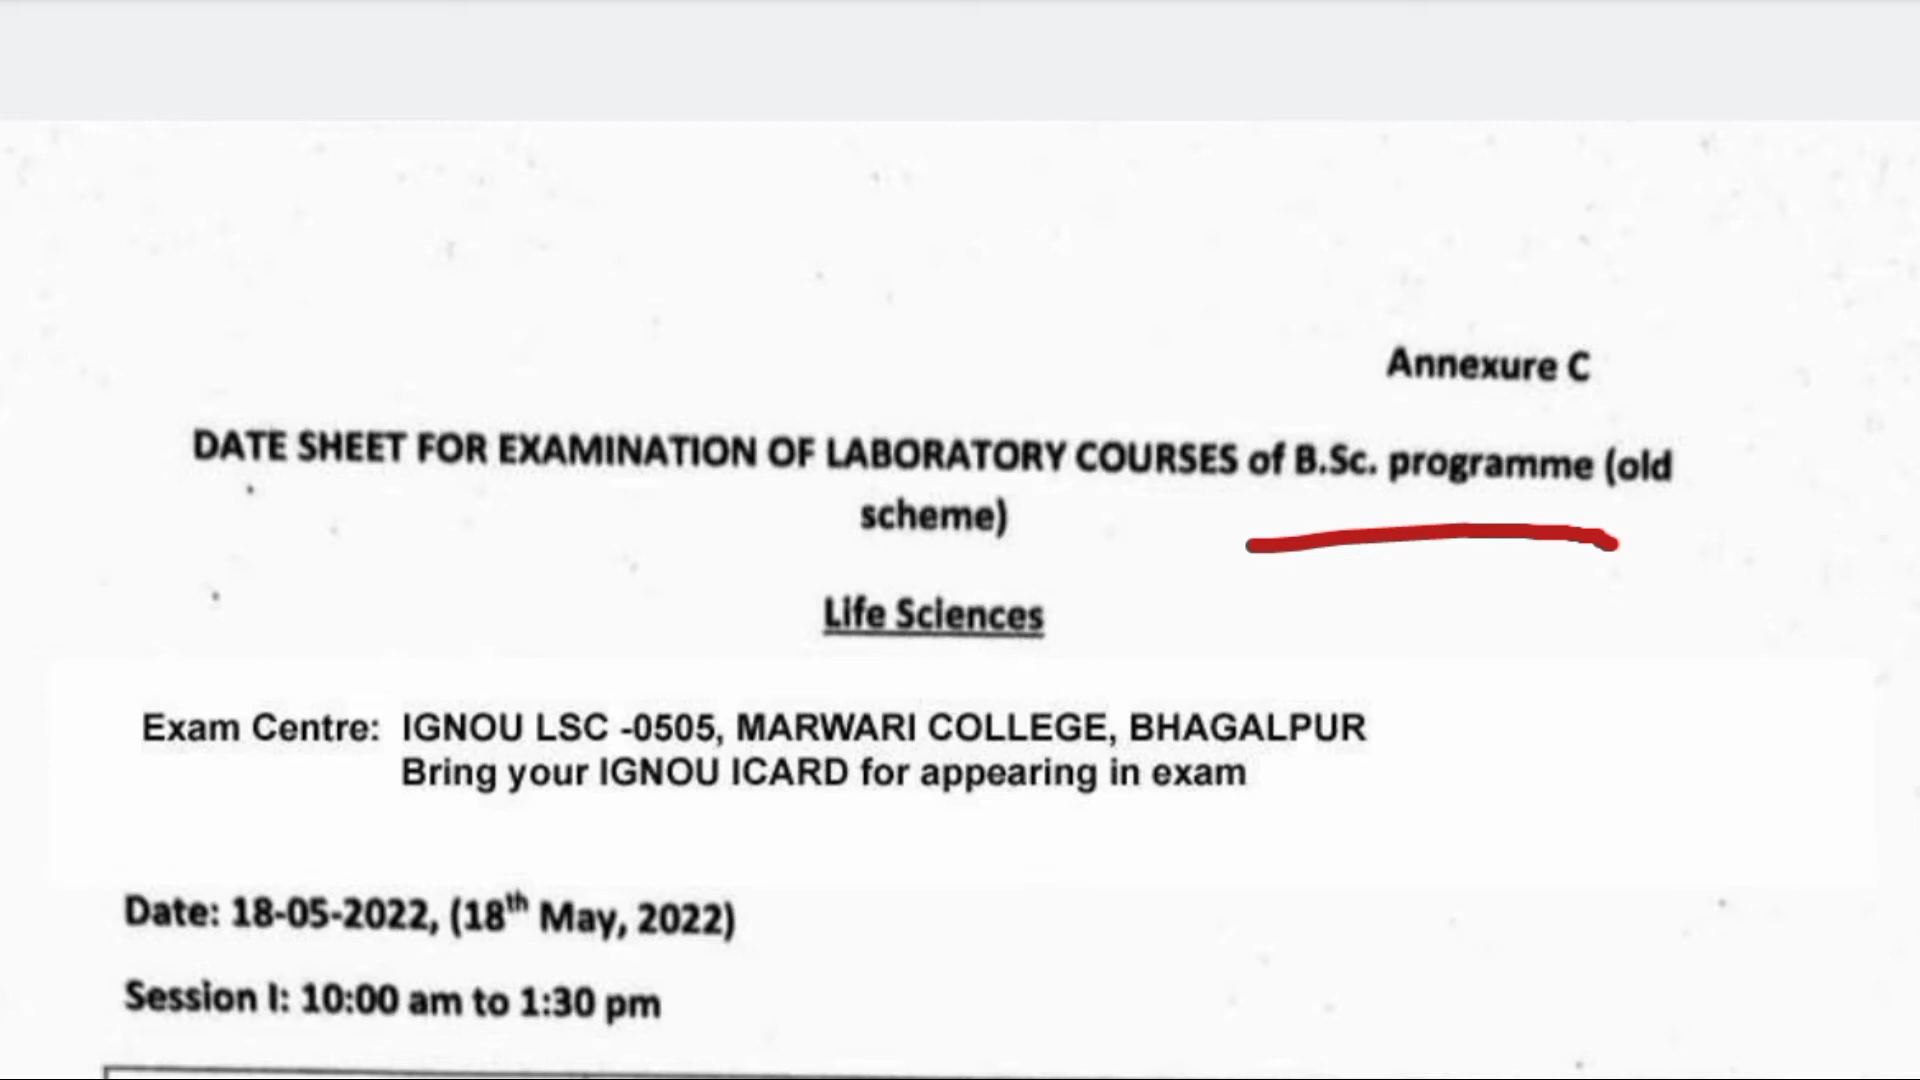 Annexure C
DATE SHEET FOR EXAMINATION OF LABORATORY COURSES of B.Sc. programme (old
scheme)
Life Sciences
Exam Centre: IGNOU LSC -0505, MARWARI COLLEGE, BHAGALPUR
Bring your IGNOU ICARD for appearing in exam
Date: 18-05-2022, (18th May, 2022)
Session I: 10:00 am to 1:30 pm